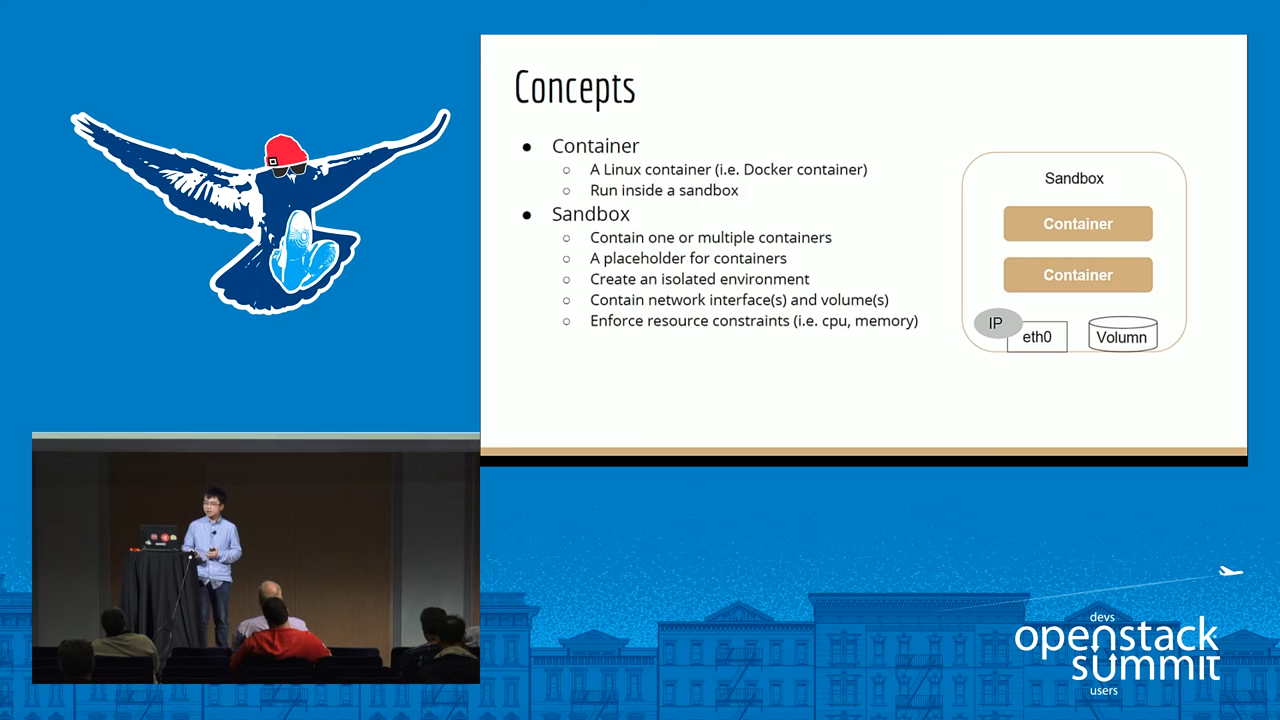 Concepts
● Container
○ A Linux container (i.e. Docker container)
○ Run inside a sandbox
● Sandbox
○ Contain one or multiple containers
○ A placeholder for containers
○ Create an isolated environment
○ Contain network interface(s) and volume(s)
○ Enforce resource constraints (i.e. cpu, memory)
Sandbox
Container
Container
IP
eth0
Volumn
devs
openstack
summit
users